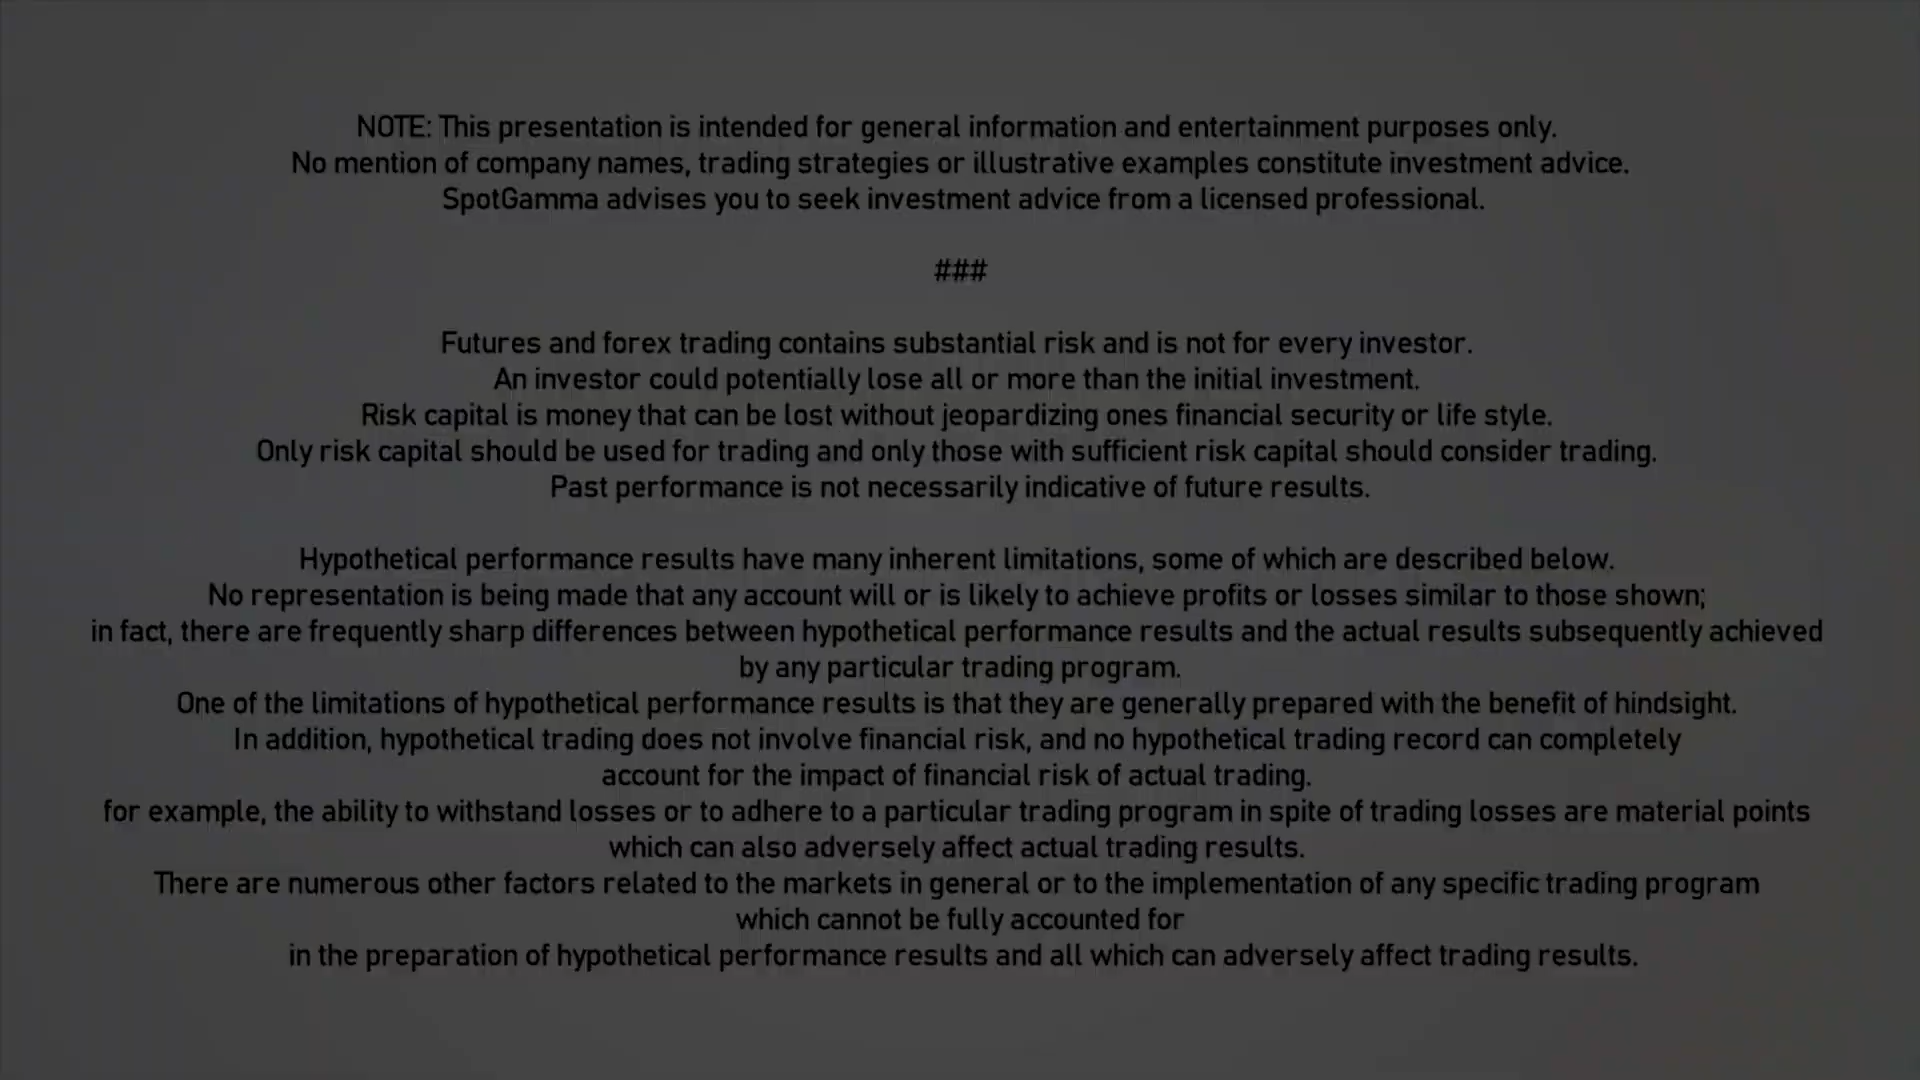 NOTE: This presentation is intended for general information and entertainment purposes only.
No mention of company names, trading strategies or illustrative examples constitute investment advice.
SpotGamma advises you to seek investment advice from a licensed professional.
###
Futures and forex trading contains substantial risk and is not for every investor.
An investor could potentially lose all or more than the initial investment.
Risk capital is money that can be lost without jeopardizing ones financial security or life style.
Only risk capital should be used for trading and only those with sufficient risk capital should consider trading.
Past performance is not necessarily indicative of future results.
Hypothetical performance results have many inherent limitations, some of which are described below.
No representation is being made that any account will or is likely to achieve profits or losses similar to those shown;
in fact, there are frequently sharp differences between hypothetical performance results and the actual results subsequently achieved
by any particular trading program.
One of the limitations of hypothetical performance results is that they are generally prepared with the benefit of hindsight.
In addition, hypothetical trading does not involve financial risk, and no hypothetical trading record can completely
account for the impact of financial risk of actual trading.
for example, the ability to withstand losses or to adhere to a particular trading program in spite of trading losses are material points
which can also adversely affect actual trading results.
There are numerous other factors related to the markets in general or to the implementation of any specific trading program
which cannot be fully accounted for
in the preparation of hypothetical performance results and all which can adversely affect trading results.